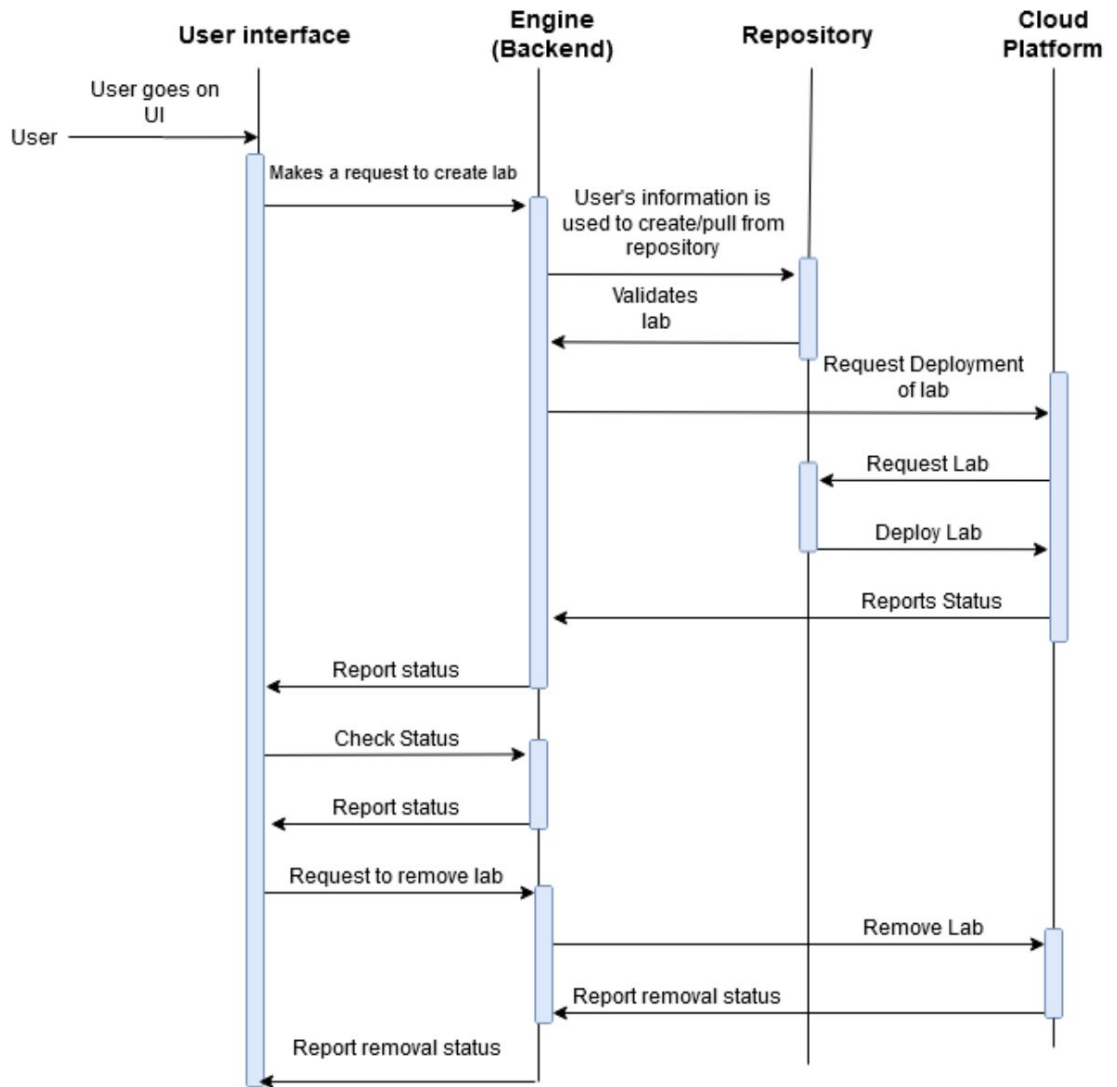 User interface
Engine
(Backend)
Repository
Cloud
Platform
User goes on
UI
User
Makes a request to create lab
User's information is
used to create/pull from
repository
Validates
lab
Request Deployment
of lab
Request Lab
Deploy Lab
Reports Status
Report status
Check Status
Report status
Request to remove lab
Remove Lab
Report removal status
Report removal status